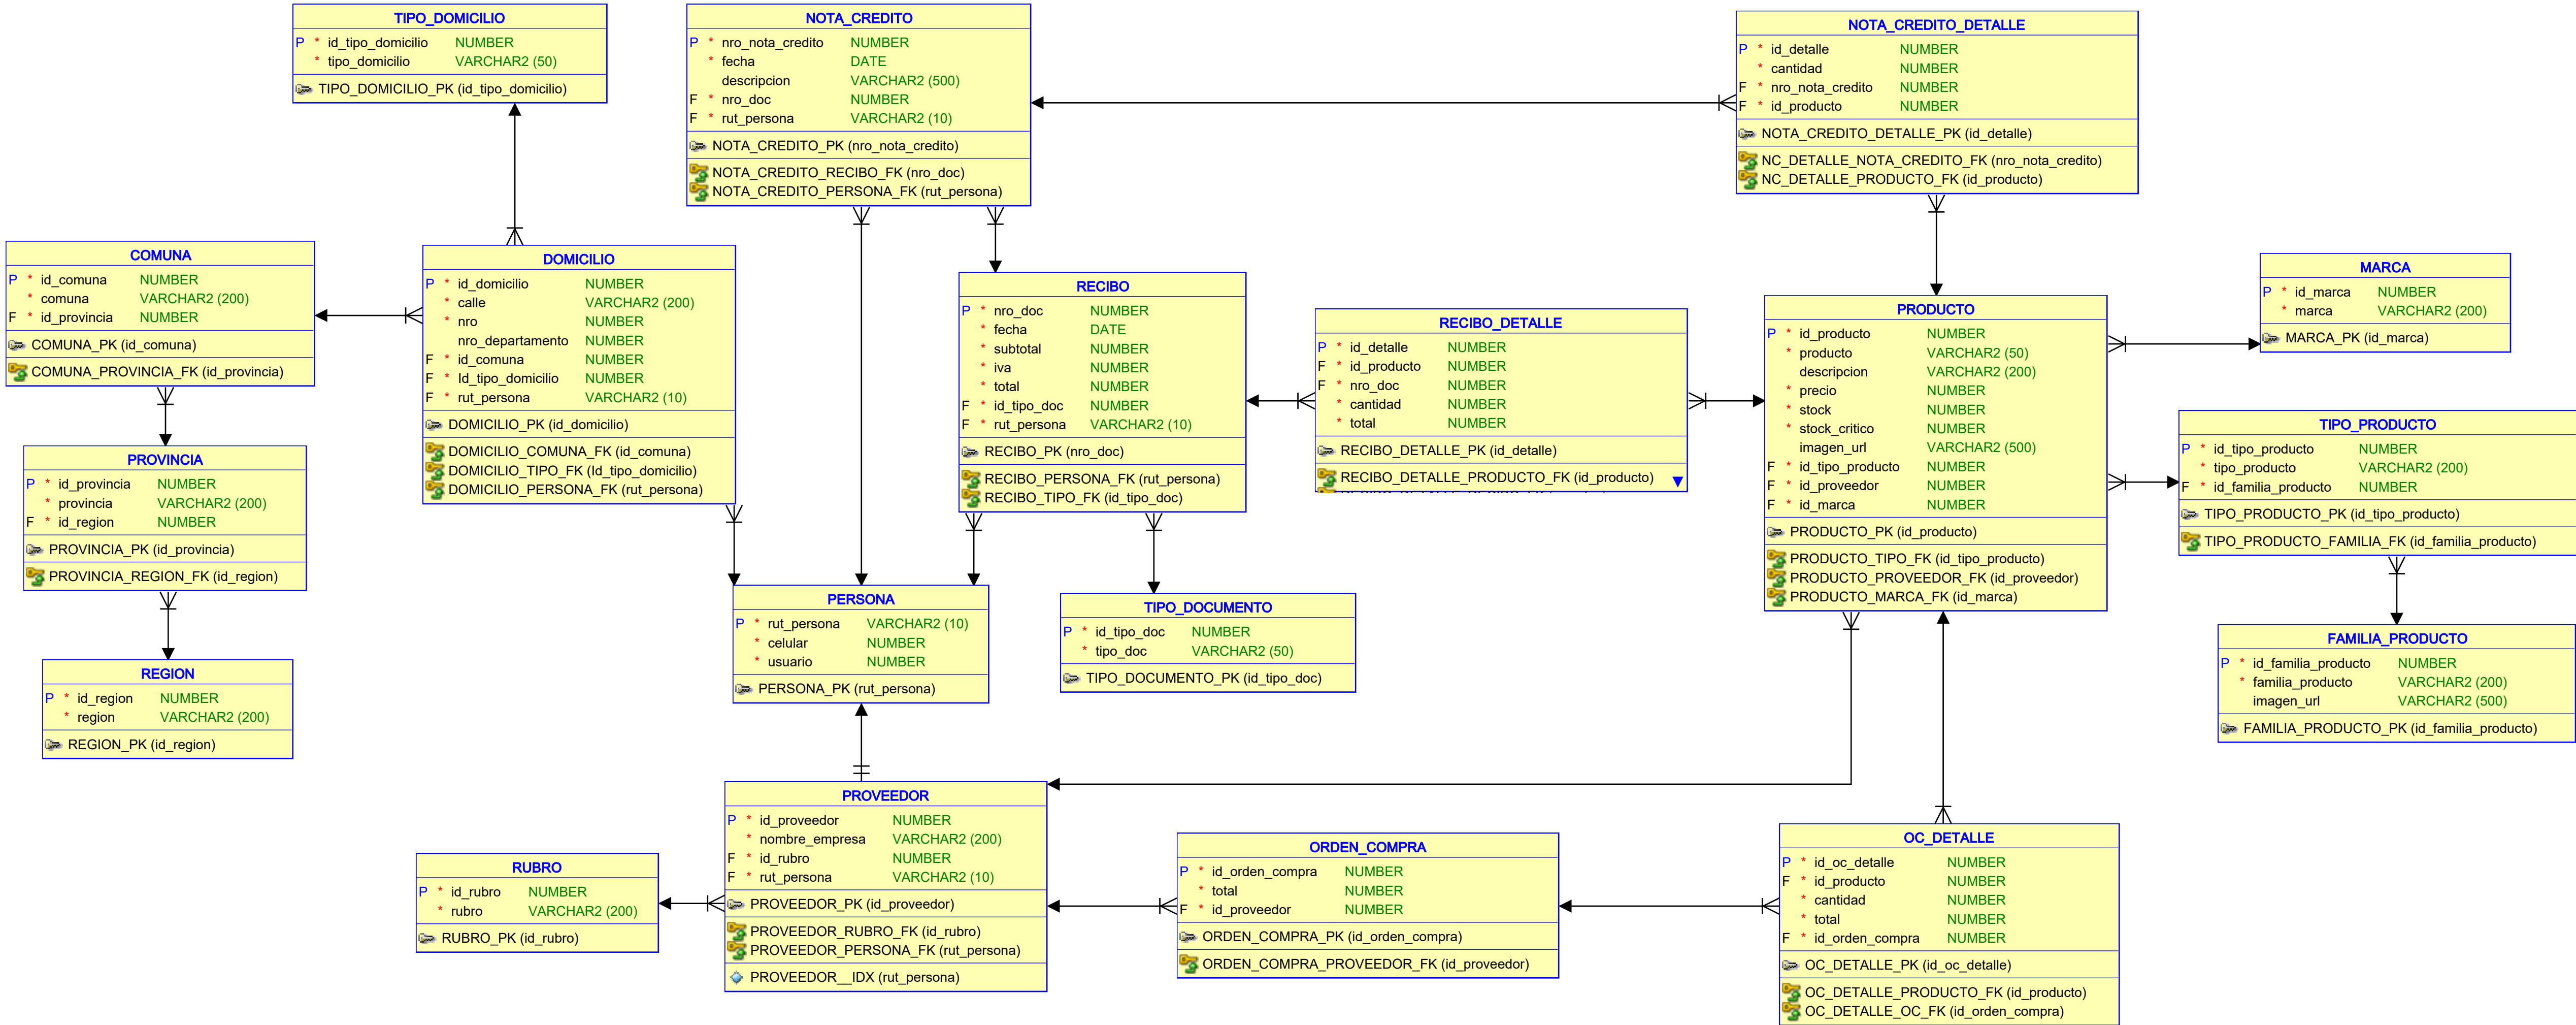 TIPO_DOMICILIO
P * id_tipo_domicilio NUMBER
* tipo_domicilio VARCHAR2 (50)
TIPO_DOMICILIO_PK (id_tipo_domicilio)
NOTA_CREDITO
P * nro_nota_credito NUMBER
* fecha DATE
descripcion VARCHAR2 (500)
F * nro_doc NUMBER
F * rut_persona VARCHAR2 (10)
NOTA_CREDITO_PK (nro_nota_credito)
NOTA_CREDITO_RECIBO_FK (nro_doc)
NOTA_CREDITO_PERSONA_FK (rut_persona)
NOTA_CREDITO_DETALLE
P * id_detalle NUMBER
* cantidad NUMBER
F * nro_nota_credito NUMBER
F * id_producto NUMBER
NOTA_CREDITO_DETALLE_PK (id_detalle)
NC_DETALLE_NOTA_CREDITO_FK (nro_nota_credito)
NC_DETALLE_PRODUCTO_FK (id_producto)
COMUNA
P * id_comuna NUMBER
* comuna VARCHAR2 (200)
F * id_provincia NUMBER
COMUNA_PK (id_comuna)
COMUNA_PROVINCIA_FK (id_provincia)
DOMICILIO
P * id_domicilio NUMBER
* calle VARCHAR2 (200)
* nro NUMBER
nro_departamento NUMBER
F * id_comuna NUMBER
F * Id_tipo_domicilio NUMBER
F * rut_persona VARCHAR2 (10)
DOMICILIO_PK (id_domicilio)
DOMICILIO_COMUNA_FK (id_comuna)
DOMICILIO_TIPO_FK (Id_tipo_domicilio)
DOMICILIO_PERSONA_FK (rut_persona)
RECIBO
P * nro_doc NUMBER
* fecha DATE
* subtotal NUMBER
* iva NUMBER
* total NUMBER
F * id_tipo_doc NUMBER
F * rut_persona VARCHAR2 (10)
RECIBO_PK (nro_doc)
RECIBO_PERSONA_FK (rut_persona)
RECIBO_TIPO_FK (id_tipo_doc)
RECIBO_DETALLE
P * id_detalle NUMBER
F * id_producto NUMBER
F * nro_doc NUMBER
* cantidad NUMBER
* total NUMBER
RECIBO_DETALLE_PK (id_detalle)
RECIBO_DETALLE_PRODUCTO_FK (id_producto)
PRODUCTO
P * id_producto NUMBER
* producto VARCHAR2 (50)
descripcion VARCHAR2 (200)
* precio NUMBER
* stock NUMBER
* stock_critico NUMBER
imagen_url VARCHAR2 (500)
F * id_tipo_producto NUMBER
F * id_proveedor NUMBER
F * id_marca NUMBER
PRODUCTO_PK (id_producto)
PRODUCTO_TIPO_FK (id_tipo_producto)
PRODUCTO_PROVEEDOR_FK (id_proveedor)
PRODUCTO_MARCA_FK (id_marca)
MARCA
P * id_marca NUMBER
* marca VARCHAR2 (200)
MARCA_PK (id_marca)
TIPO_PRODUCTO
P * id_tipo_producto NUMBER
* tipo_producto VARCHAR2 (200)
F * id_familia_producto NUMBER
TIPO_PRODUCTO_PK (id_tipo_producto)
TIPO_PRODUCTO_FAMILIA_FK (id_familia_producto)
PROVINCIA
P * id_provincia NUMBER
provincia VARCHAR2 (200)
F * id_region NUMBER
PROVINCIA_PK (id_provincia)
PROVINCIA_REGION_FK (id_region)
PERSONA
P * rut_persona VARCHAR2 (10)
* celular NUMBER
* usuario NUMBER
PERSONA_PK (rut_persona)
TIPO_DOCUMENTO
P * id_tipo_doc NUMBER
* tipo_doc VARCHAR2 (50)
TIPO_DOCUMENTO_PK (id_tipo_doc)
FAMILIA_PRODUCTO
P * id_familia_producto NUMBER
* familia_producto VARCHAR2 (200)
imagen_url VARCHAR2 (500)
FAMILIA_PRODUCTO_PK (id_familia_producto)
REGION
P * id_region NUMBER
* region VARCHAR2 (200)
REGION_PK (id_region)
RUBRO
P * id_rubro NUMBER
* rubro VARCHAR2 (200)
RUBRO_PK (id_rubro)
PROVEEDOR
P * id_proveedor NUMBER
* nombre_empresa VARCHAR2 (200)
F * id_rubro NUMBER
F * rut_persona VARCHAR2 (10)
PROVEEDOR_PK (id_proveedor)
PROVEEDOR_RUBRO_FK (id_rubro)
PROVEEDOR_PERSONA_FK (rut_persona)
PROVEEDOR__IDX (rut_persona)
ORDEN_COMPRA
P * id_orden_compra NUMBER
* total NUMBER
F * id_proveedor NUMBER
ORDEN_COMPRA_PK (id_orden_compra)
ORDEN_COMPRA_PROVEEDOR_FK (id_proveedor)
OC_DETALLE
P * id_oc_detalle NUMBER
F * id_producto NUMBER
* cantidad NUMBER
* total NUMBER
F * id_orden_compra NUMBER
OC_DETALLE_PK (id_oc_detalle)
OC_DETALLE_PRODUCTO_FK (id_producto)
OC_DETALLE_OC_FK (id_orden_compra)